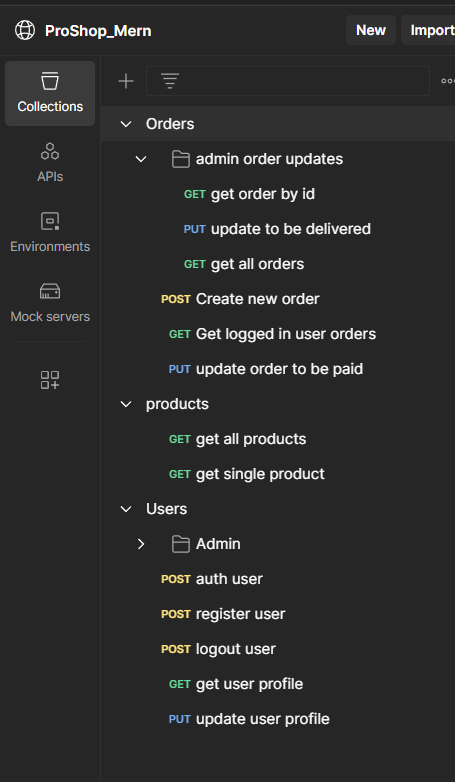 ProShop_Mern
New
Import
Collections
APIs
Environments
Mock servers
Orders
admin order updates
GET get order by id
PUT update to be delivered
GET get all orders
POST Create new order
GET Get logged in user orders
PUT update order to be paid
products
GET get all products
GET get single product
Users
Admin
POST auth user
POST register user
POST logout user
GET get user profile
PUT update user profile